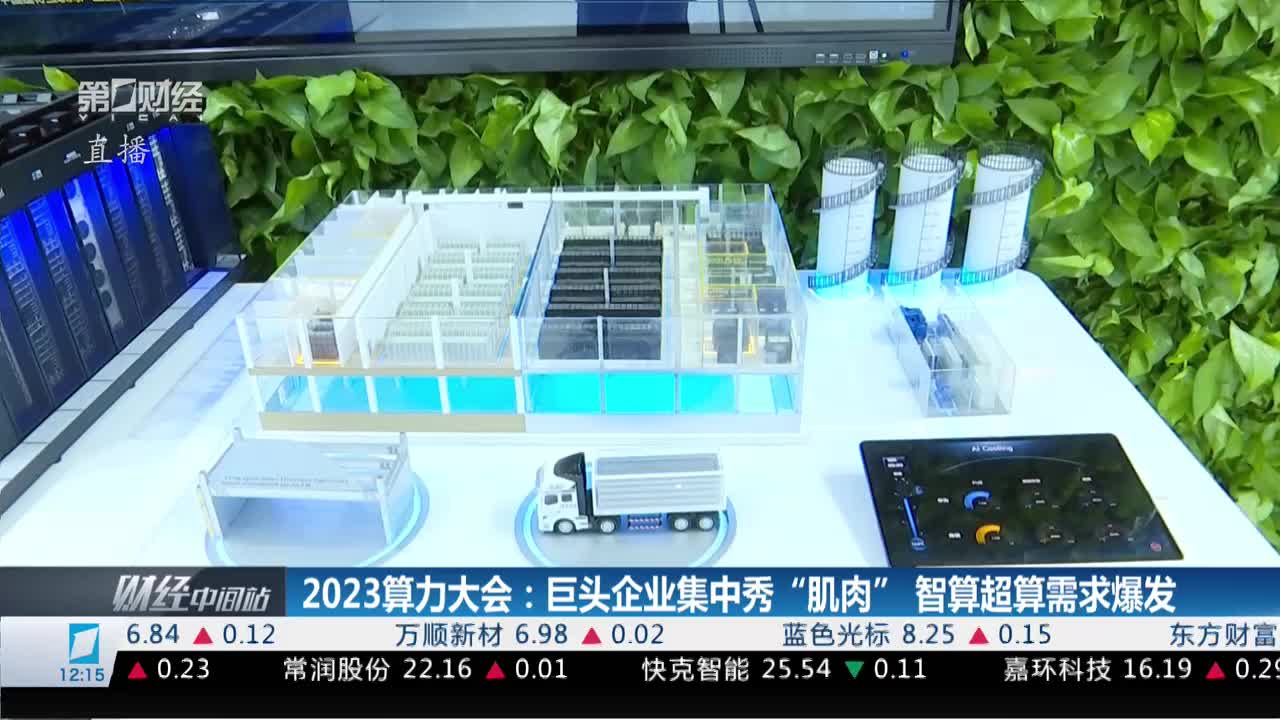 第一财经
YICAI
直播
AI Cooling
财经中间站
2023算力大会：巨头企业集中秀“肌肉” 智算超算需求爆发
6.84 ▲ 0.12 万顺新材 6.98 ▲ 0.02 蓝色光标 8.25 ▲ 0.15 东方财富
12:15
▲ 0.23 常润股份 22.16 ▲ 0.01 快克智能 25.54 ▼ 0.11 嘉环科技 16.19 ▲ 0.29